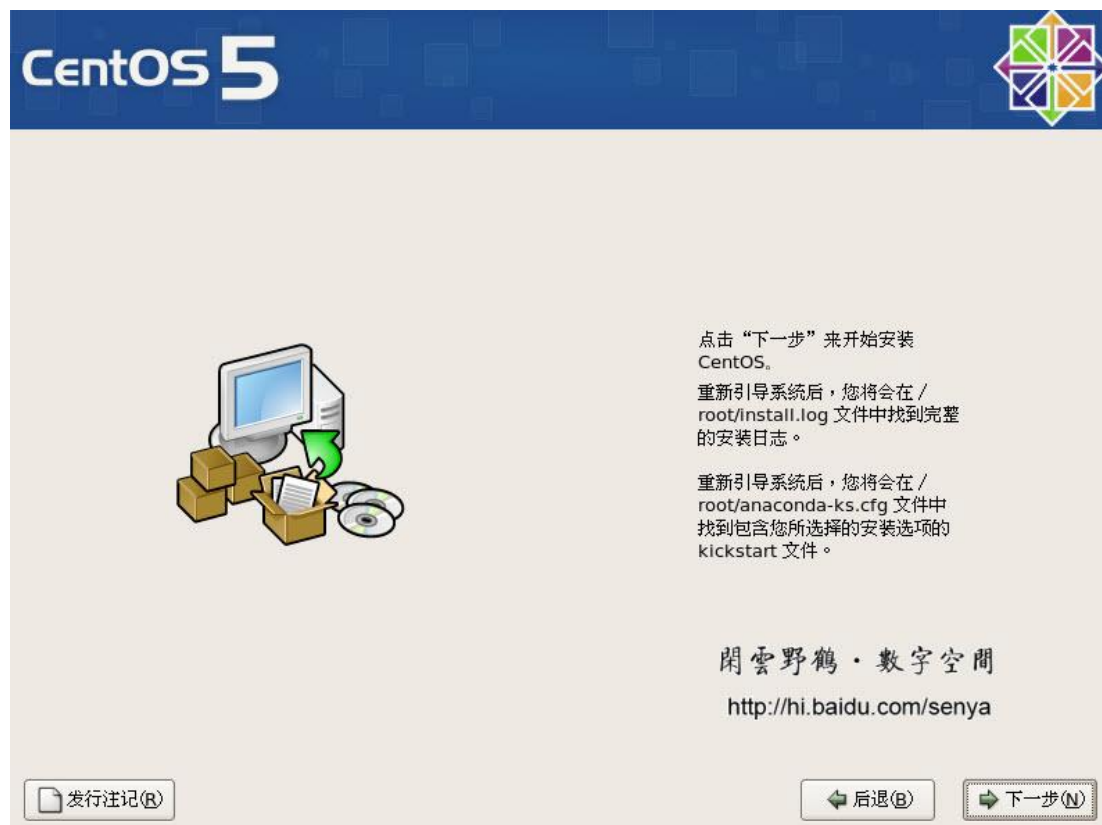 CentOS 5
点击“下一步”来开始安装
CentOS。
重新引导系统后，您将会在 /
root/install.log 文件中找到完整
的安装日志。
重新引导系统后，您将会在 /
root/anaconda-ks.cfg 文件中
找到包含您所选择的安装选项的
kickstart 文件。
閑雲野鶴・數字空間
http://hi.baidu.com/senya
发行注记(R)
后退(B)
下一步(N)